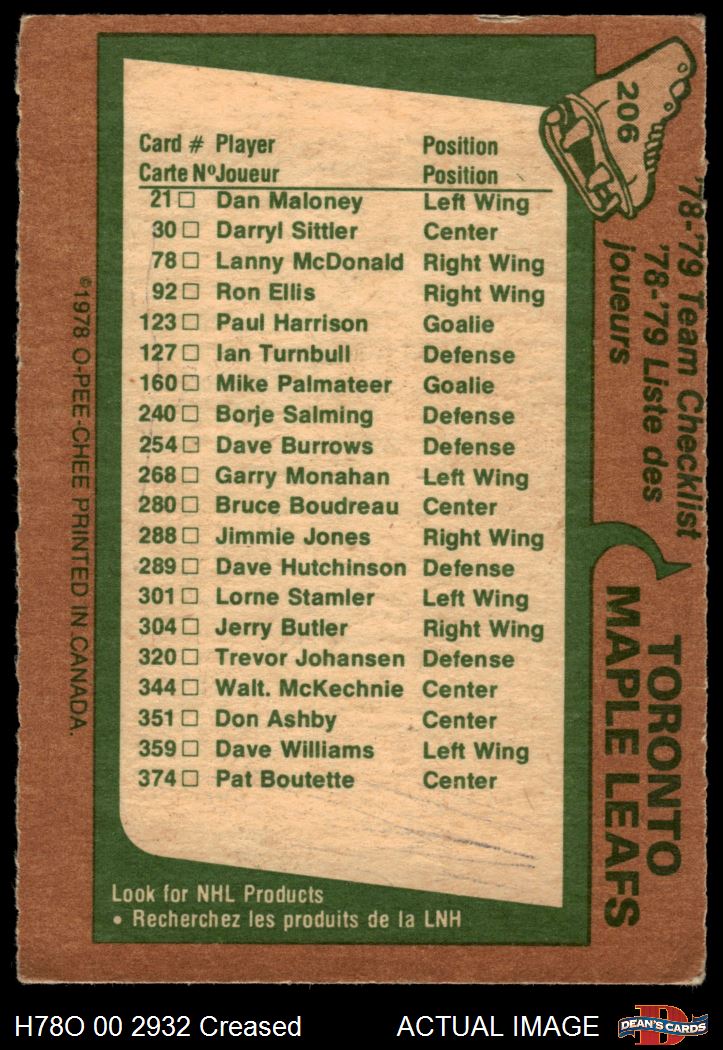 206
'78-'79 Team Checklist
'78-'79 Liste des
joueurs
TORONTO
MAPLE LEAFS
Card # Player Position
Carte Nº Joueur Position
21 □ Dan Maloney Left Wing
30 □ Darryl Sittler Center
78 □ Lanny McDonald Right Wing
92 □ Ron Ellis Right Wing
123 □ Paul Harrison Goalie
127 □ Ian Turnbull Defense
160 □ Mike Palmateer Goalie
240 □ Borje Salming Defense
254 □ Dave Burrows Defense
268 □ Garry Monahan Left Wing
280 □ Bruce Boudreau Center
288 □ Jimmie Jones Right Wing
289 □ Dave Hutchinson Defense
301 □ Lorne Stamler Left Wing
304 □ Jerry Butler Right Wing
320 □ Trevor Johansen Defense
344 □ Walt. McKechnie Center
351 □ Don Ashby Center
359 □ Dave Williams Left Wing
374 □ Pat Boutette Center
Look for NHL Products
• Recherchez les produits de la LNH
©1978 O-PEE-CHEE PRINTED IN CANADA.
H78O 00 2932 Creased ACTUAL IMAGE
D
DEAN'S CARDS